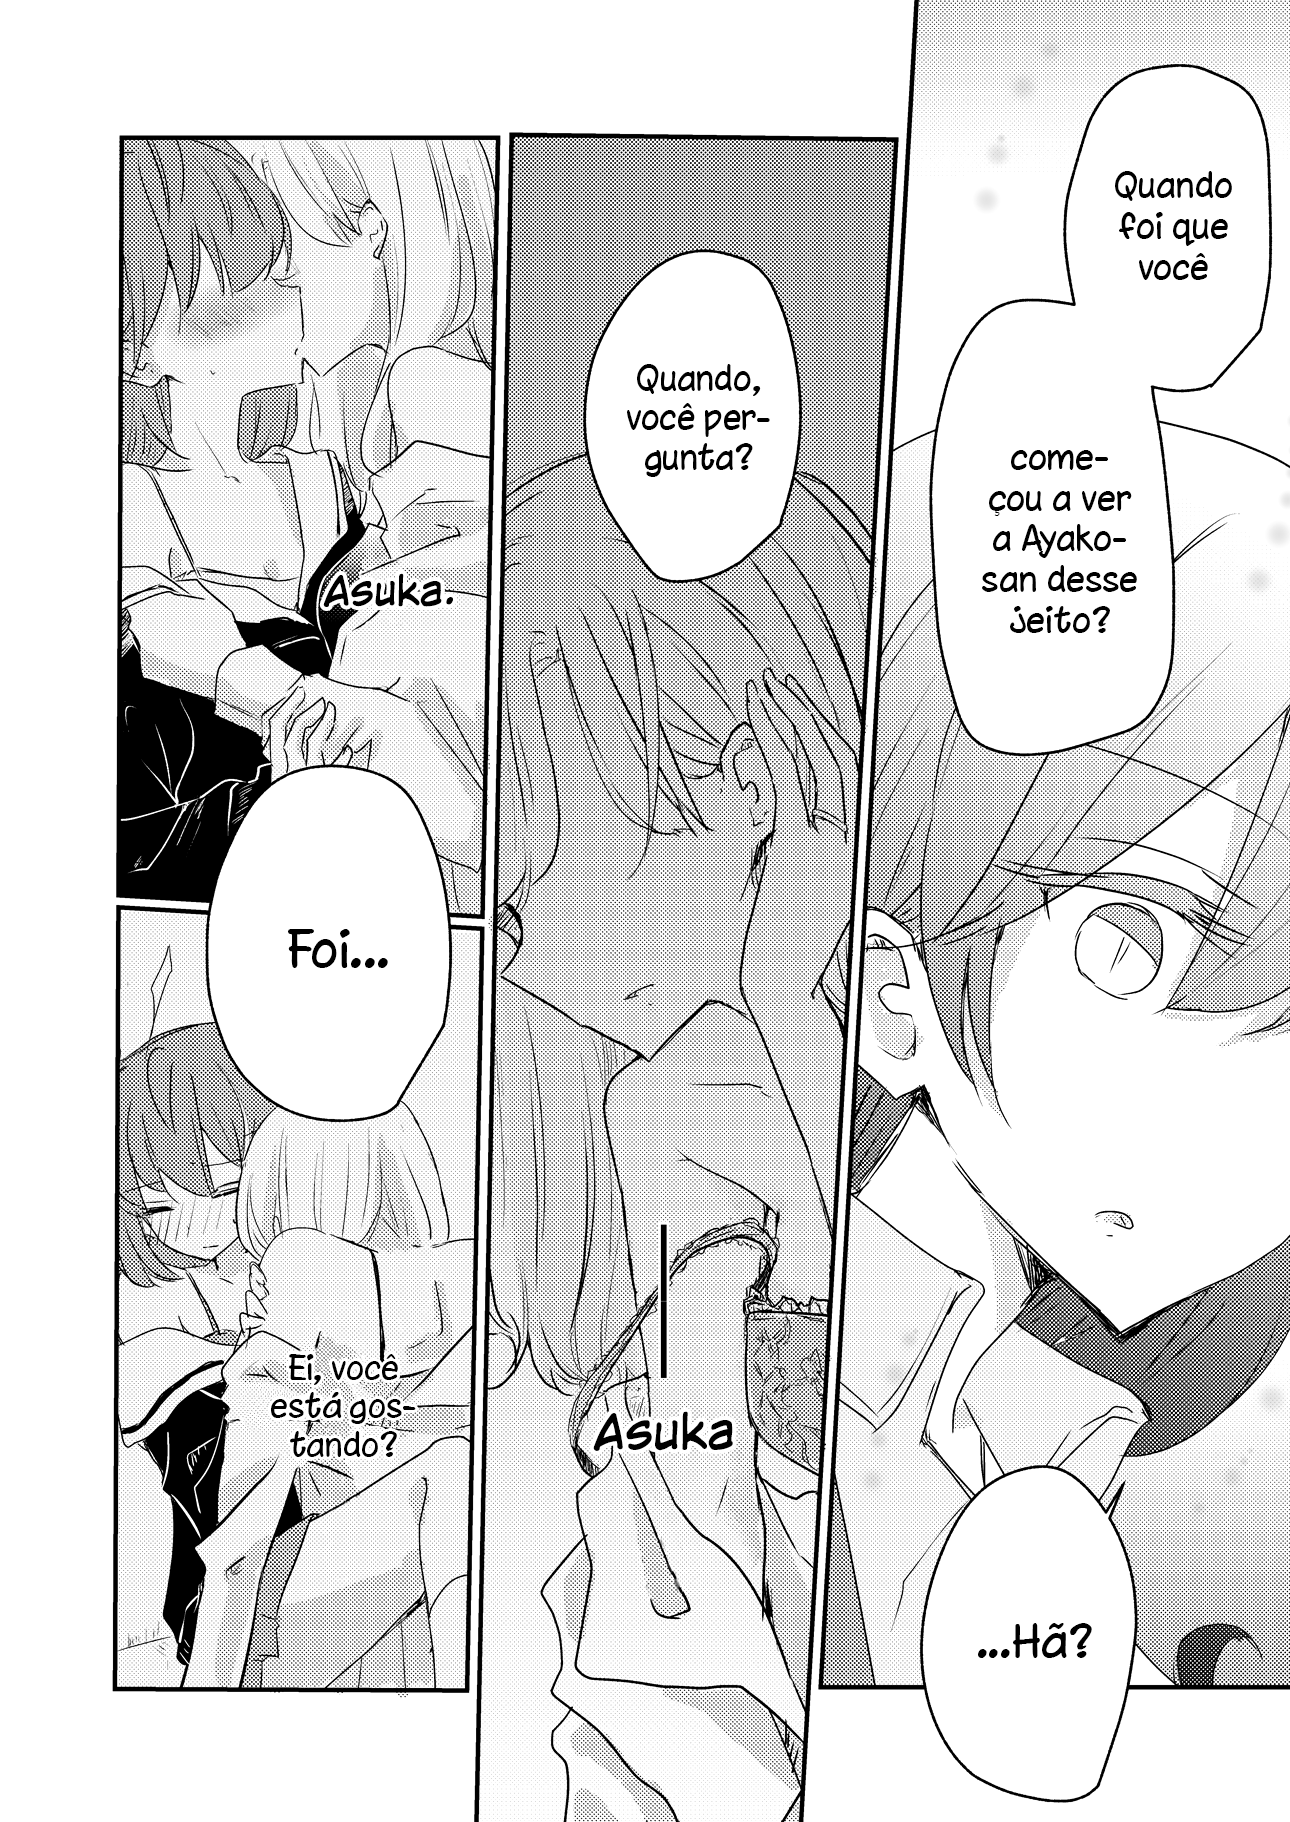 Quando
foi que
você
come-
çou a ver
a Ayako-
san desse
jeito?
...Hã?
Quando,
você per-
gunta?
Asuka
Asuka.
Foi...
Ei, você
está gos-
tando?